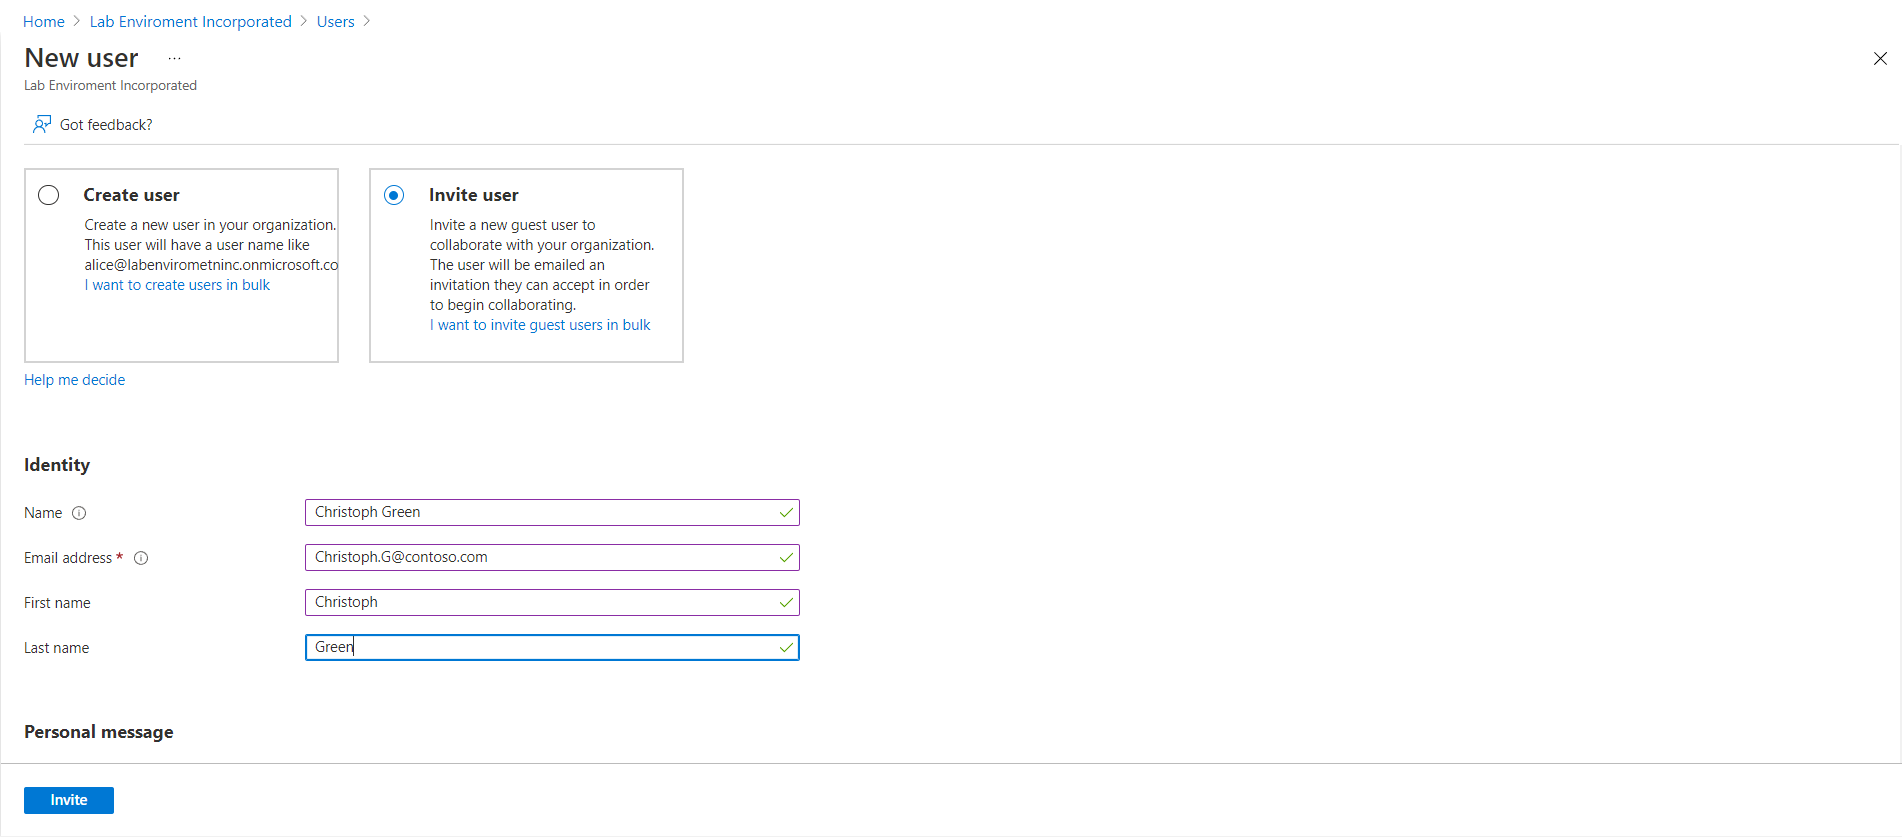 Home > Lab Enviroment Incorporated > Users >
New user ...
Lab Enviroment Incorporated
Got feedback?
Create user
Create a new user in your organization.
This user will have a user name like
alice@labenvirometninc.onmicrosoft.co
I want to create users in bulk
Invite user
Invite a new guest user to
collaborate with your organization.
The user will be emailed an
invitation they can accept in order
to begin collaborating.
I want to invite guest users in bulk
Help me decide
Identity
Name
Christoph Green
Email address *
Christoph.G@contoso.com
First name
Christoph
Last name
Green
Personal message
Invite